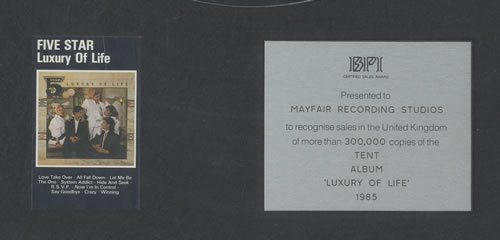 FIVE STAR
Luxury Of Life
5
LUXURY OF LIFE
Love Take Over · All Fall Down · Let Me Be
The One · System Addict · Hide And Seek ·
R.S.V.P. · Now I'm In Control ·
Say Goodbye · Crazy · Winning
BPI
CERTIFIED SALES AWARD
Presented to
MAYFAIR RECORDING STUDIOS
to recognise sales in the United Kingdom
of more than 300,000 copies of the
TENT
ALBUM
'LUXURY OF LIFE'
1985